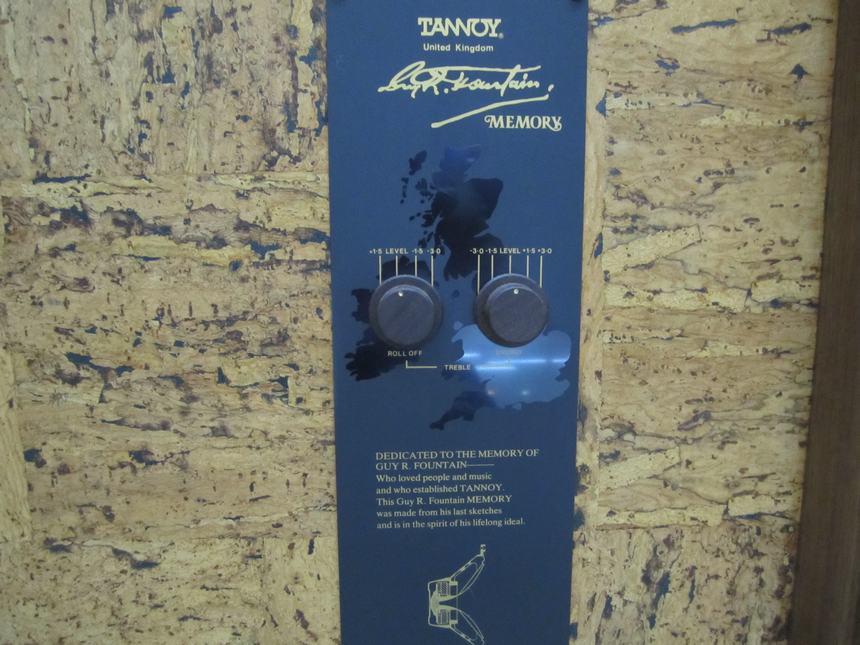 TANNOY®
United Kingdom
Guy R. Fountain.
MEMORY
+1·5 LEVEL -1·5 -3·0
-3·0 -1·5 LEVEL +1·5 +3·0
ROLL OFF
ENERGY
TREBLE
DEDICATED TO THE MEMORY OF
GUY R. FOUNTAIN——
Who loved people and music
and who established TANNOY.
This Guy R. Fountain MEMORY
was made from his last sketches
and is in the spirit of his lifelong ideal.